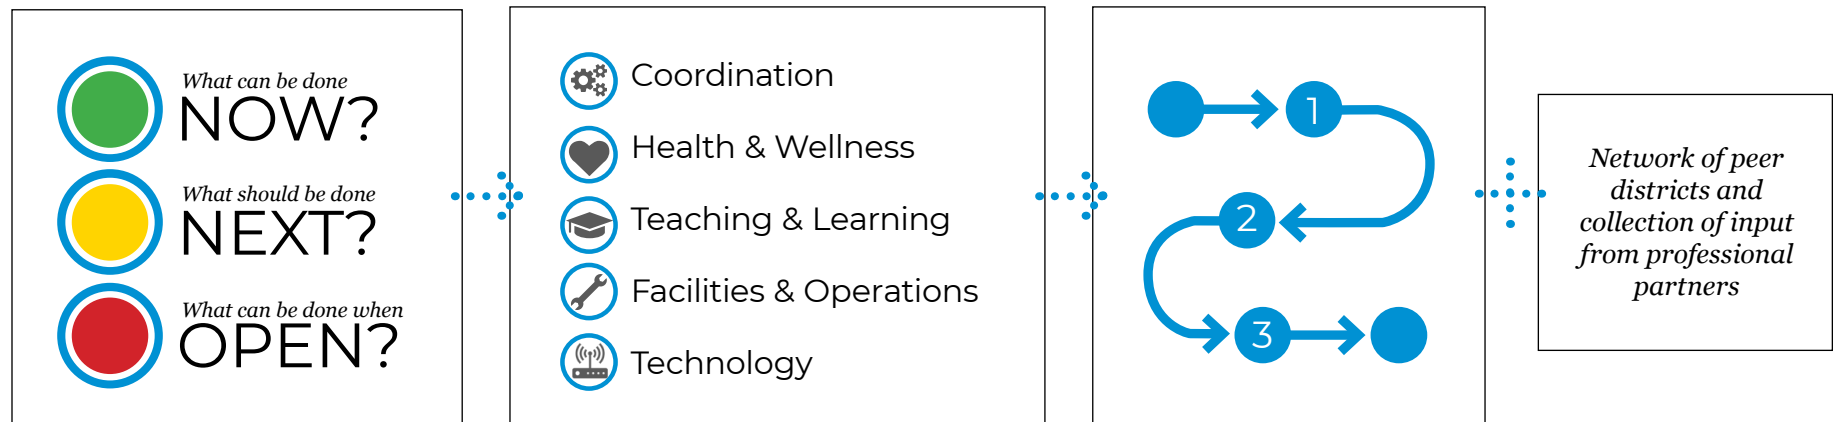 What can be done
NOW?
What should be done
NEXT?
What can be done when
OPEN?
Coordination
Health & Wellness
Teaching & Learning
Facilities & Operations
Technology
1
2
3
Network of peer
districts and
collection of input
from professional
partners